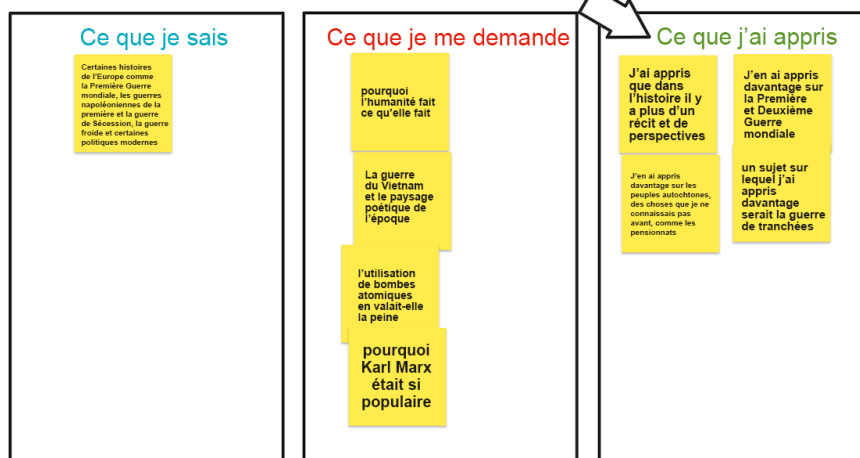 Ce que je sais
Certaines histoires
de l'Europe comme
la Première Guerre
mondiale, les guerres
napoléoniennes de la
première et la guerre
de Sécession, la guerre
froide et certaines
politiques modernes
Ce que je me demande
pourquoi
l'humanité fait
ce qu'elle fait
La guerre
du Vietnam
et le paysage
poétique de
l'époque
l'utilisation
de bombes
atomiques
en valait-elle
la peine
pourquoi
Karl Marx
était si
populaire
Ce que j'ai appris
J'ai appris
que dans
l'histoire il y
a plus d'un
récit et de
perspectives
J'en ai appris
davantage sur
la Première
et Deuxième
Guerre
mondiale
J'en ai appris
davantage sur les
peuples autochtones,
des choses que je ne
connaissais pas
avant, comme les
pensionnats
un sujet sur
lequel j'ai
appris
davantage
serait la guerre
de tranchées